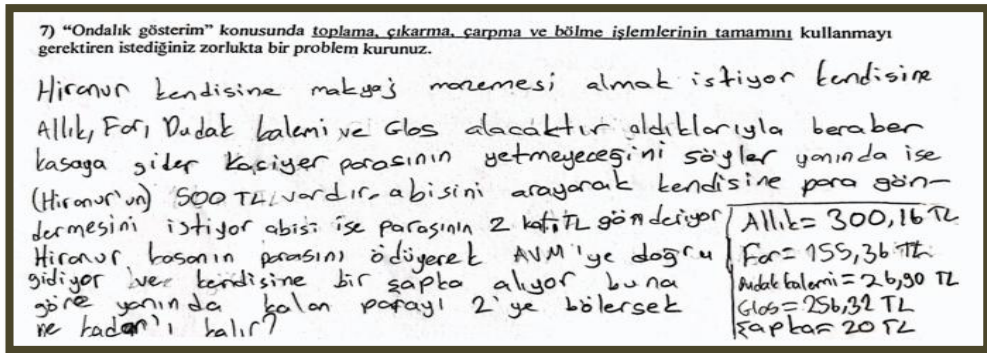 7) “Ondalık gösterim” konusunda toplama, çıkarma, çarpma ve bölme işlemlerinin tamamını kullanmayı
gerektiren istediğiniz zorlukta bir problem kurunuz.
Hiranur kendisine makyaj mazemesi almak istiyor kendisine
Allık, Far, Dudak kalemi ve Glos alacaktır aldıklarıyla beraber
kasaya gider kasiyer parasının yetmeyeceğini söyler yanında ise
(Hiranur'un) 500 TL vardır. abisini arayarak kendisine para gön-
dermesini istiyor abisi ise parasının 2 katı TL gönderiyor
Hiranur kasanın parasını ödüyerek AVM'ye doğru
gidiyor ve kendisine bir şapka alıyor buna
göre yanında kalan parayı 2'ye bölersek
ne kadar'ı kalır?
Allık= 300,16 TL
Far= 155,36 TL
Dudak kalemi= 26,90 TL
Glos= 256,32 TL
Şapka= 20 TL